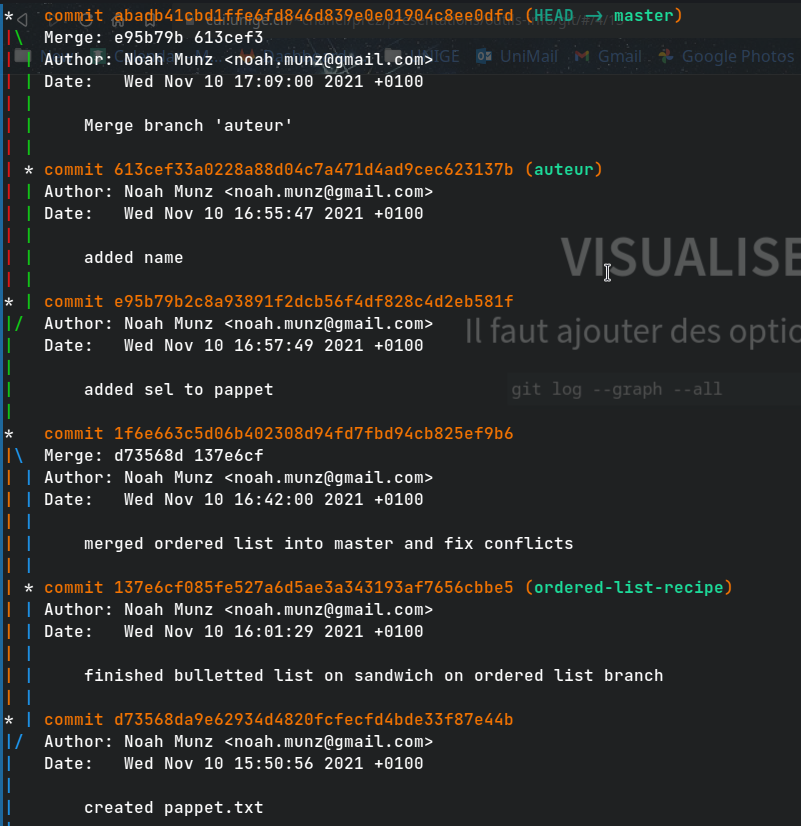 * commit abadb41cbd1ffe6fd846d839e0e01904c8ee0dfd (HEAD -> master)
|\ Merge: e95b79b 613cef3
| | Author: Noah Munz <noah.munz@gmail.com>
| | Date: Wed Nov 10 17:09:00 2021 +0100
| |
| | Merge branch 'auteur'
| |
| * commit 613cef33a0228a88d04c7a471d4ad9cec623137b (auteur)
| | Author: Noah Munz <noah.munz@gmail.com>
| | Date: Wed Nov 10 16:55:47 2021 +0100
| |
| | added name
| |
* | commit e95b79b2c8a93891f2dcb56f4df828c4d2eb581f
|/ Author: Noah Munz <noah.munz@gmail.com>
| Date: Wed Nov 10 16:57:49 2021 +0100
|
| added sel to pappet
|
* commit 1f6e663c5d06b402308d94fd7fbd94cb825ef9b6
|\ Merge: d73568d 137e6cf
| | Author: Noah Munz <noah.munz@gmail.com>
| | Date: Wed Nov 10 16:42:00 2021 +0100
| |
| | merged ordered list into master and fix conflicts
| |
| * commit 137e6cf085fe527a6d5ae3a343193af7656cbbe5 (ordered-list-recipe)
| | Author: Noah Munz <noah.munz@gmail.com>
| | Date: Wed Nov 10 16:01:29 2021 +0100
| |
| | finished bulletted list on sandwich on ordered list branch
| |
* | commit d73568da9e62934d4820fcfecfd4bde33f87e44b
|/ Author: Noah Munz <noah.munz@gmail.com>
| Date: Wed Nov 10 15:50:56 2021 +0100
|
| created pappet.txt
|
UNIGE UniMail Gmail Google Photos
VISUALISE
Il faut ajouter des optio
git log --graph --all